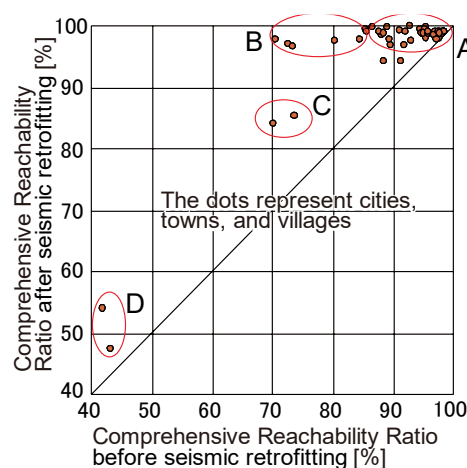 Comprehensive Reachability
Ratio after seismic retrofitting [%]
100
90
80
70
60
50
40
B
A
C
The dots represent cities,
towns, and villages
D
40
50
60
70
80
90
100
Comprehensive Reachability Ratio
before seismic retrofitting [%]